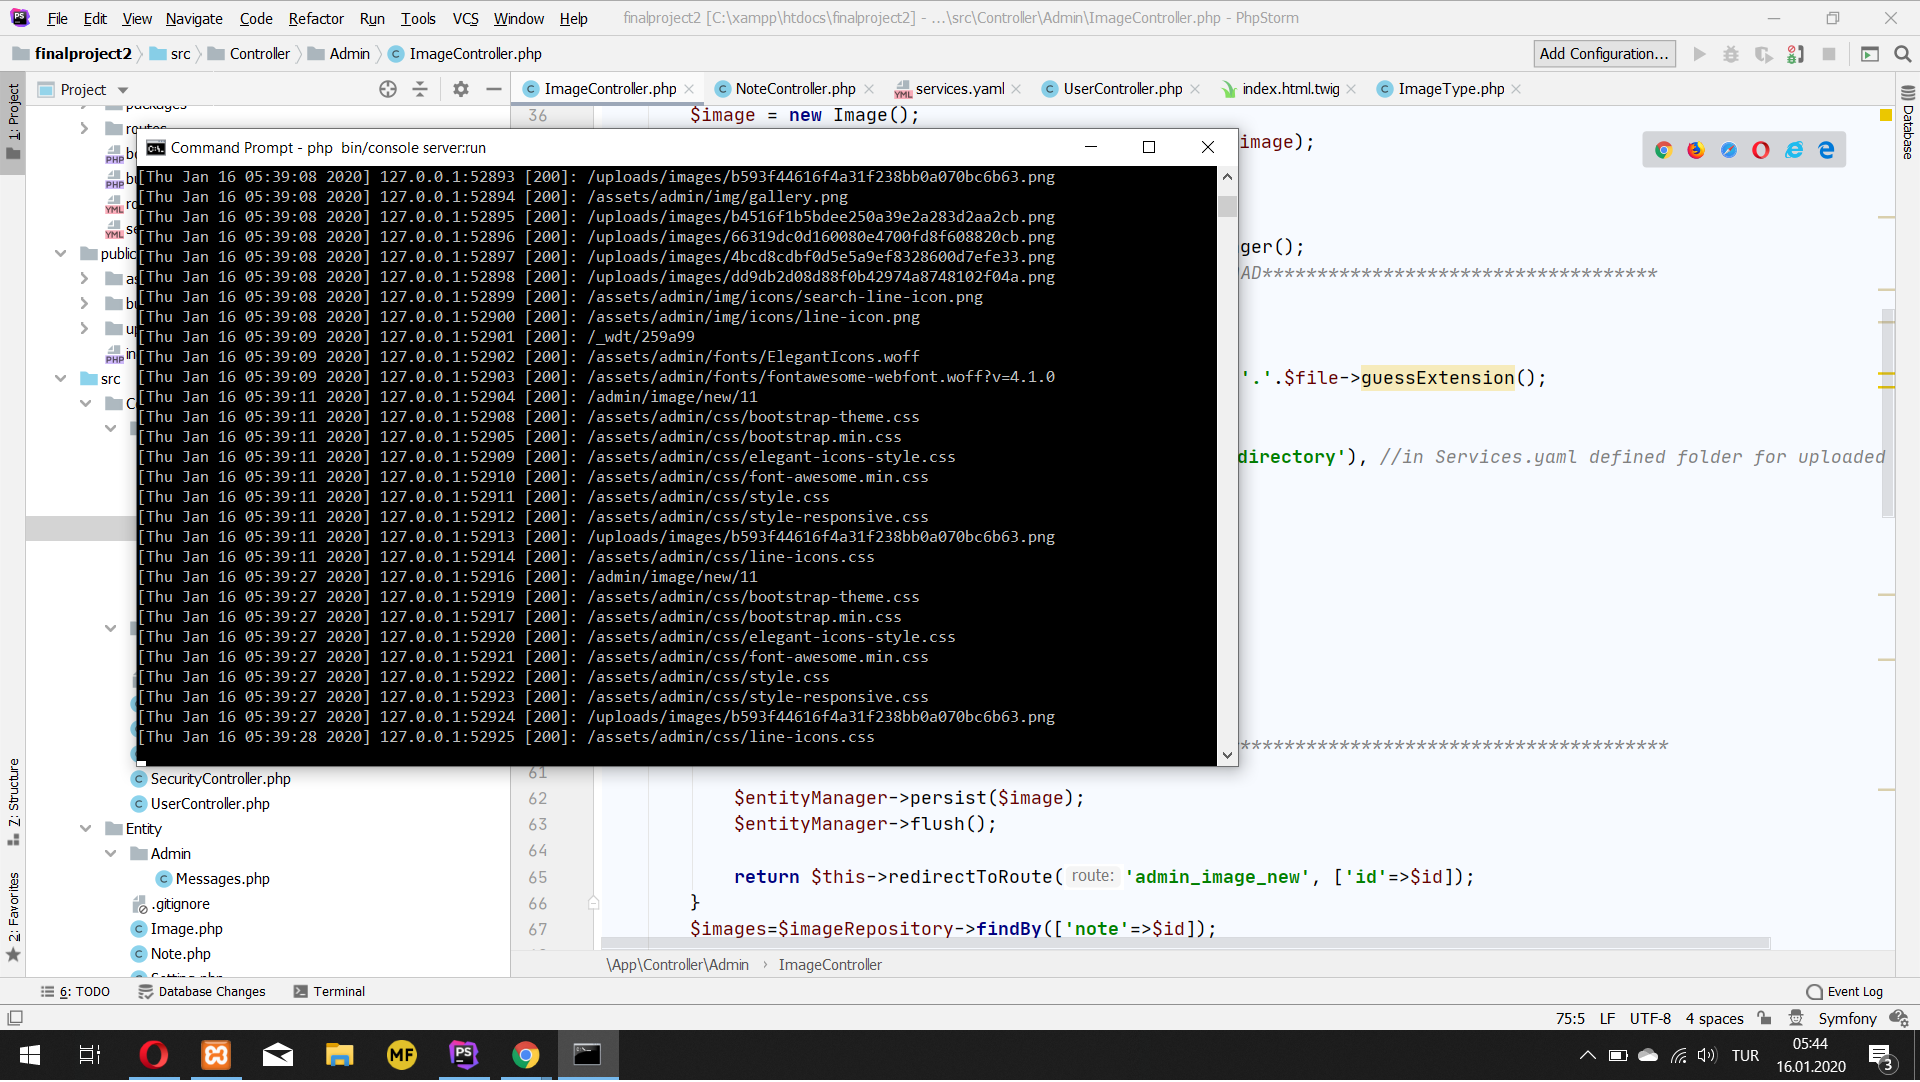 File Edit View Navigate Code Refactor Run Tools VCS Window Help finalproject2 [C:\xampp\htdocs\finalproject2] - ...\src\Controller\Admin\ImageController.php - PhpStorm
finalproject2 src Controller Admin ImageController.php Add Configuration...
Project ImageController.php NoteController.php services.yaml UserController.php index.html.twig ImageType.php
1: Project
Database
packages
routes
public
src
36 $image = new Image();
image);
ger();
AD************************************
'.'.$file->guessExtension();
directory'), //in Services.yaml defined folder for uploaded
Command Prompt - php bin/console server:run
[Thu Jan 16 05:39:08 2020] 127.0.0.1:52893 [200]: /uploads/images/b593f44616f4a31f238bb0a070bc6b63.png
[Thu Jan 16 05:39:08 2020] 127.0.0.1:52894 [200]: /assets/admin/img/gallery.png
[Thu Jan 16 05:39:08 2020] 127.0.0.1:52895 [200]: /uploads/images/b4516f1b5bdee250a39e2a283d2aa2cb.png
[Thu Jan 16 05:39:08 2020] 127.0.0.1:52896 [200]: /uploads/images/66319dc0d160080e4700fd8f608820cb.png
[Thu Jan 16 05:39:08 2020] 127.0.0.1:52897 [200]: /uploads/images/4bcd8cdbf0d5e5a9ef8328600d7efe33.png
[Thu Jan 16 05:39:08 2020] 127.0.0.1:52898 [200]: /uploads/images/dd9db2d08d88f0b42974a8748102f04a.png
[Thu Jan 16 05:39:08 2020] 127.0.0.1:52899 [200]: /assets/admin/img/icons/search-line-icon.png
[Thu Jan 16 05:39:08 2020] 127.0.0.1:52900 [200]: /assets/admin/img/icons/line-icon.png
[Thu Jan 16 05:39:09 2020] 127.0.0.1:52901 [200]: /_wdt/259a99
[Thu Jan 16 05:39:09 2020] 127.0.0.1:52902 [200]: /assets/admin/fonts/ElegantIcons.woff
[Thu Jan 16 05:39:09 2020] 127.0.0.1:52903 [200]: /assets/admin/fonts/fontawesome-webfont.woff?v=4.1.0
[Thu Jan 16 05:39:11 2020] 127.0.0.1:52904 [200]: /admin/image/new/11
[Thu Jan 16 05:39:11 2020] 127.0.0.1:52908 [200]: /assets/admin/css/bootstrap-theme.css
[Thu Jan 16 05:39:11 2020] 127.0.0.1:52905 [200]: /assets/admin/css/bootstrap.min.css
[Thu Jan 16 05:39:11 2020] 127.0.0.1:52909 [200]: /assets/admin/css/elegant-icons-style.css
[Thu Jan 16 05:39:11 2020] 127.0.0.1:52910 [200]: /assets/admin/css/font-awesome.min.css
[Thu Jan 16 05:39:11 2020] 127.0.0.1:52911 [200]: /assets/admin/css/style.css
[Thu Jan 16 05:39:11 2020] 127.0.0.1:52912 [200]: /assets/admin/css/style-responsive.css
[Thu Jan 16 05:39:11 2020] 127.0.0.1:52913 [200]: /uploads/images/b593f44616f4a31f238bb0a070bc6b63.png
[Thu Jan 16 05:39:11 2020] 127.0.0.1:52914 [200]: /assets/admin/css/line-icons.css
[Thu Jan 16 05:39:27 2020] 127.0.0.1:52916 [200]: /admin/image/new/11
[Thu Jan 16 05:39:27 2020] 127.0.0.1:52919 [200]: /assets/admin/css/bootstrap-theme.css
[Thu Jan 16 05:39:27 2020] 127.0.0.1:52917 [200]: /assets/admin/css/bootstrap.min.css
[Thu Jan 16 05:39:27 2020] 127.0.0.1:52920 [200]: /assets/admin/css/elegant-icons-style.css
[Thu Jan 16 05:39:27 2020] 127.0.0.1:52921 [200]: /assets/admin/css/font-awesome.min.css
[Thu Jan 16 05:39:27 2020] 127.0.0.1:52922 [200]: /assets/admin/css/style.css
[Thu Jan 16 05:39:27 2020] 127.0.0.1:52923 [200]: /assets/admin/css/style-responsive.css
[Thu Jan 16 05:39:27 2020] 127.0.0.1:52924 [200]: /uploads/images/b593f44616f4a31f238bb0a070bc6b63.png
[Thu Jan 16 05:39:28 2020] 127.0.0.1:52925 [200]: /assets/admin/css/line-icons.css
***************************************
7: Structure
2: Favorites
SecurityController.php
UserController.php
Entity
Admin
Messages.php
.gitignore
Image.php
Note.php
Setting.php
61
62 $entityManager->persist($image);
63 $entityManager->flush();
64
65 return $this->redirectToRoute( route: 'admin_image_new', ['id'=>$id]);
66 }
67 $images=$imageRepository->findBy(['note'=>$id]);
\App\Controller\Admin › ImageController
6: TODO Database Changes Terminal Event Log
75:5 LF UTF-8 4 spaces Symfony
MF PS TUR 05:44
16.01.2020 3